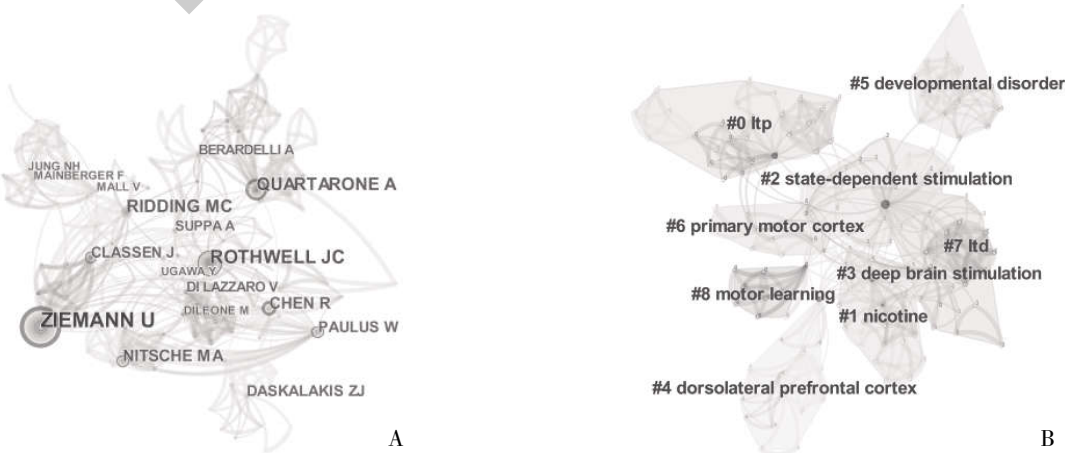 JUNG NH
MAINBERGER F
MALL V
BERARDELLI A
QUARTARONE A
RIDDING MC
SUPPA A
CLASSEN J
ROTHWELL JC
UGAWA Y
DI LAZZARO V
DILEONE M
CHEN R
ZIEMANN U
PAULUS W
NITSCHE MA
DASKALAKIS ZJ
A
#5 developmental disorder
#0 ltp
#2 state-dependent stimulation
#6 primary motor cortex
#7 ltd
#3 deep brain stimulation
#8 motor learning
#1 nicotine
#4 dorsolateral prefrontal cortex
B